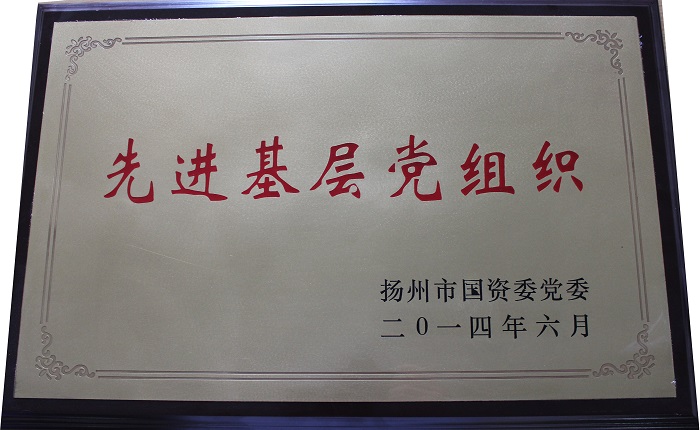 先进基层党组织
扬州市国资委党委
二0一四年六月